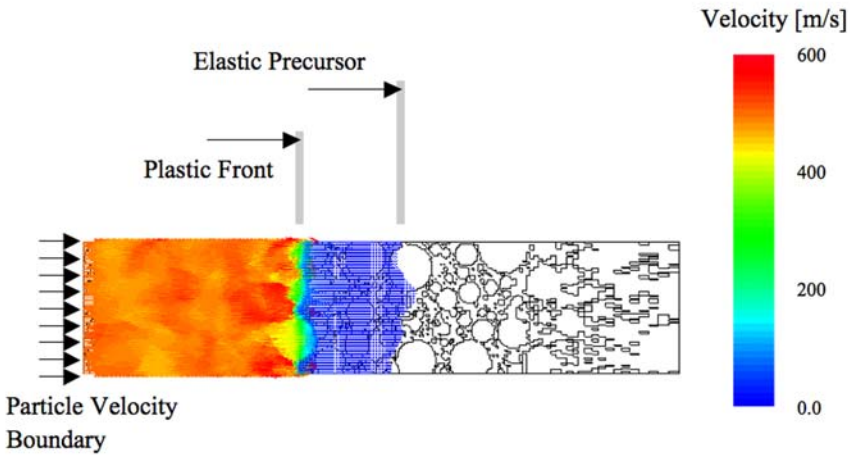 Velocity [m/s]
Elastic Precursor
Plastic Front
600
400
200
0.0
Particle Velocity
Boundary